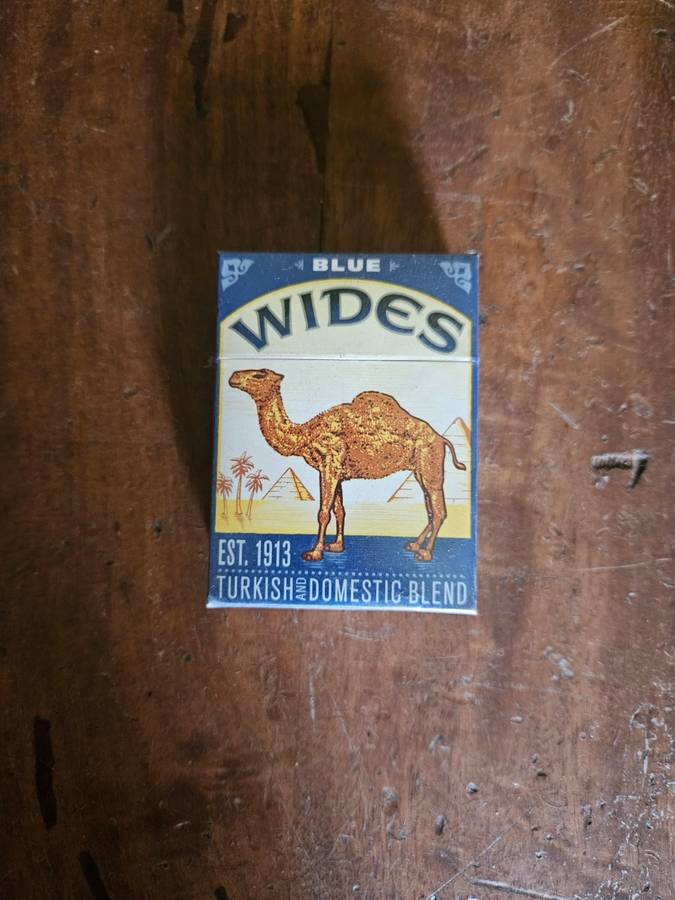 BLUE
WIDES
EST. 1913
TURKISH AND DOMESTIC BLEND